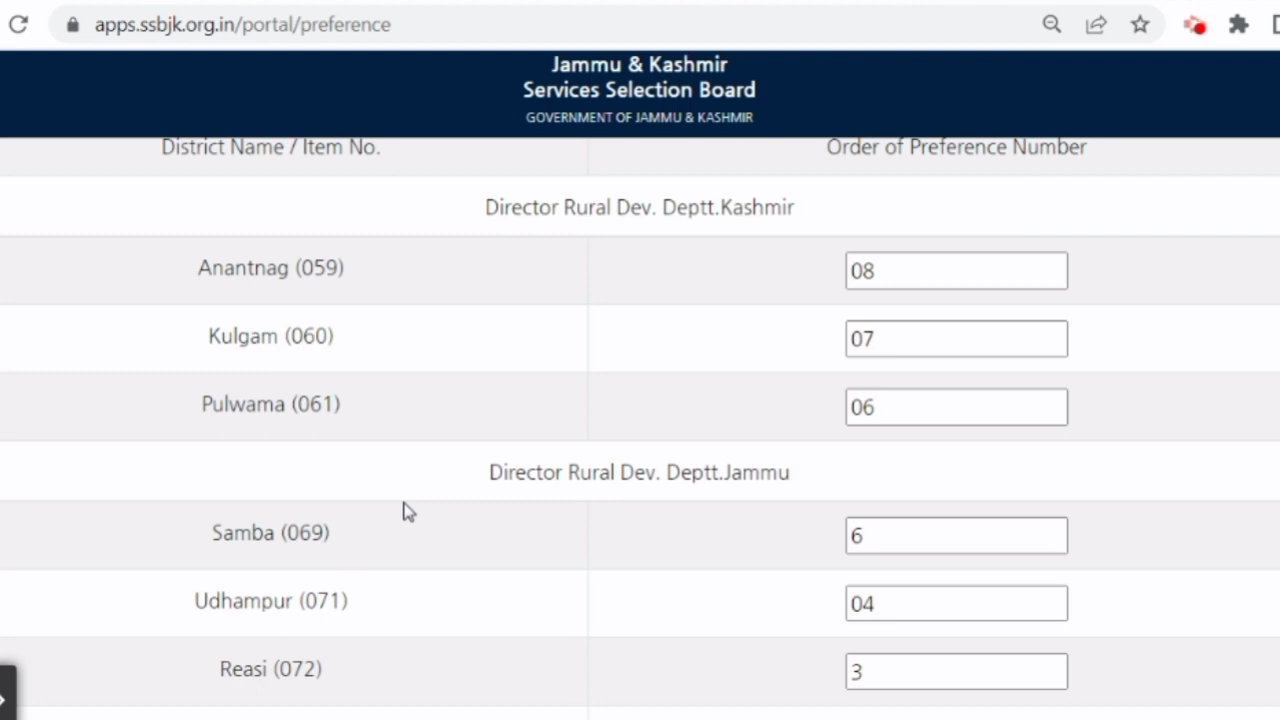 apps.ssbjk.org.in/portal/preference
Jammu & Kashmir
Services Selection Board
GOVERNMENT OF JAMMU & KASHMIR
District Name / Item No. Order of Preference Number
Director Rural Dev. Deptt.Kashmir
Anantnag (059) 08
Kulgam (060) 07
Pulwama (061) 06
Director Rural Dev. Deptt.Jammu
Samba (069) 6
Udhampur (071) 04
Reasi (072) 3